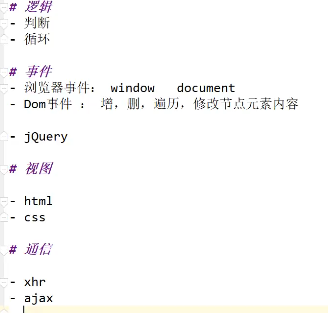 # 逻辑
- 判断
- 循环
# 事件
- 浏览器事件： window   document
- Dom事件 ： 增，删，遍历，修改节点元素内容
- jQuery
# 视图
- html
- css
# 通信
- xhr
- ajax